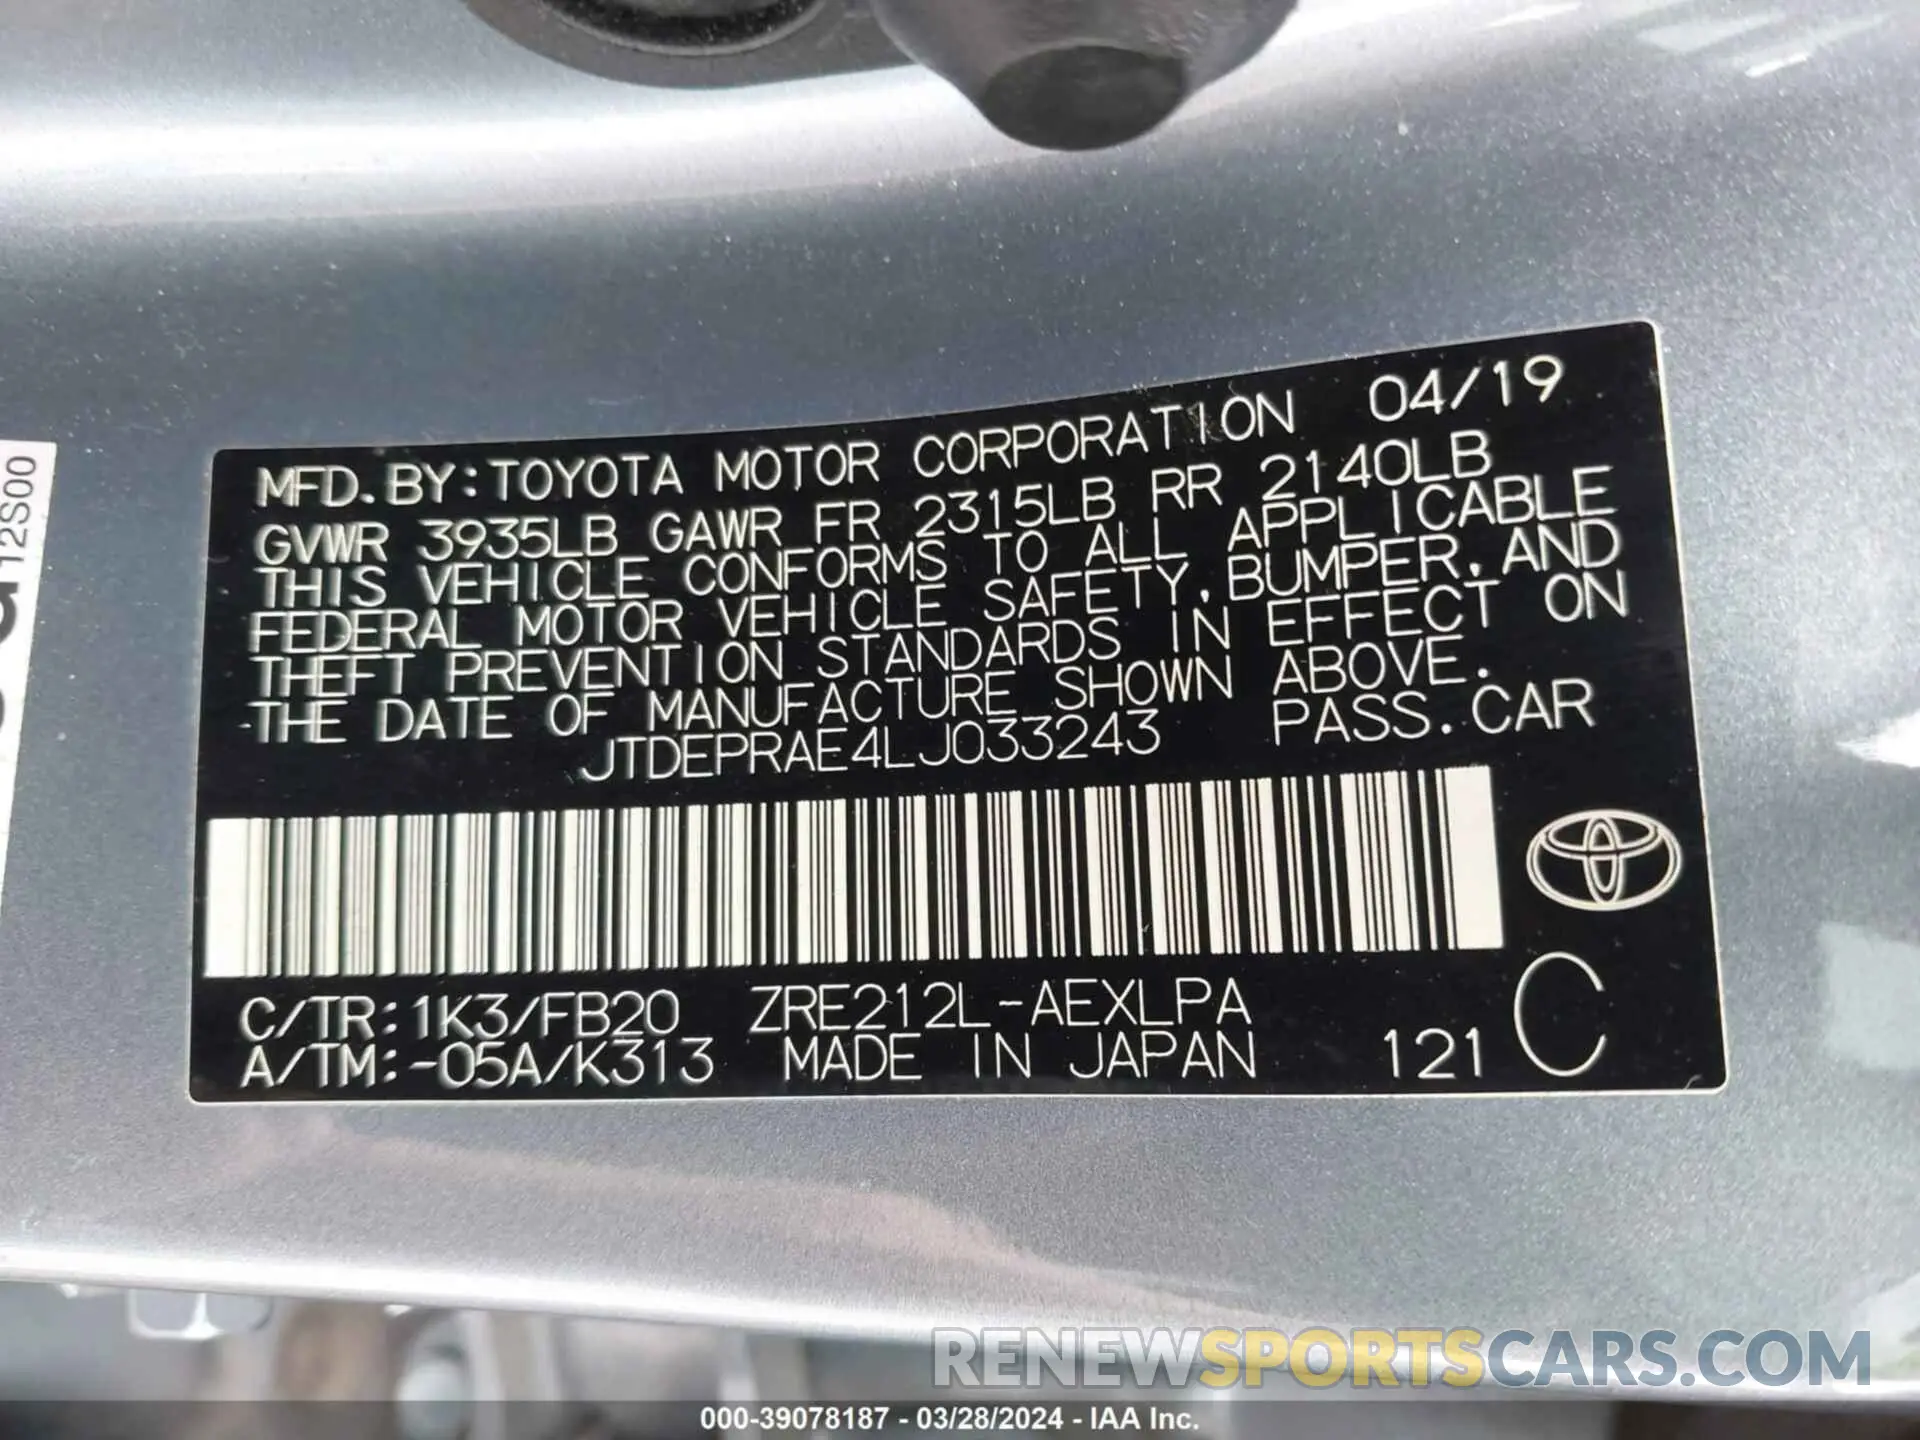 MFD. BY: TOYOTA MOTOR CORPORATION 04/19
GVWR 3935LB GAWR FR 2315LB RR 2140LB
THIS VEHICLE CONFORMS TO ALL APPLICABLE
FEDERAL MOTOR VEHICLE SAFETY, BUMPER, AND
THEFT PREVENTION STANDARDS IN EFFECT ON
THE DATE OF MANUFACTURE SHOWN ABOVE.
JTDEPRAE4LJ033243 PASS. CAR
C/TR: 1K3/FB20 ZRE212L-AEXLPA
A/TM: -05A/K313 MADE IN JAPAN 121 C
12S00
RENEWSPORTSCARS.COM
000-39078187 - 03/28/2024 - IAA Inc.